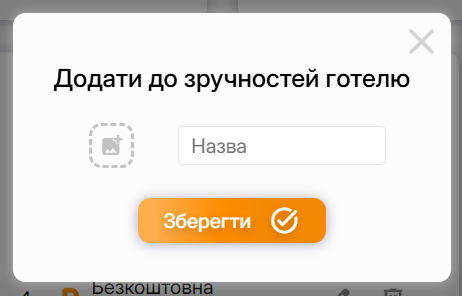 Додати до зручностей готелю
Назва
Зберегти
Безкоштовна